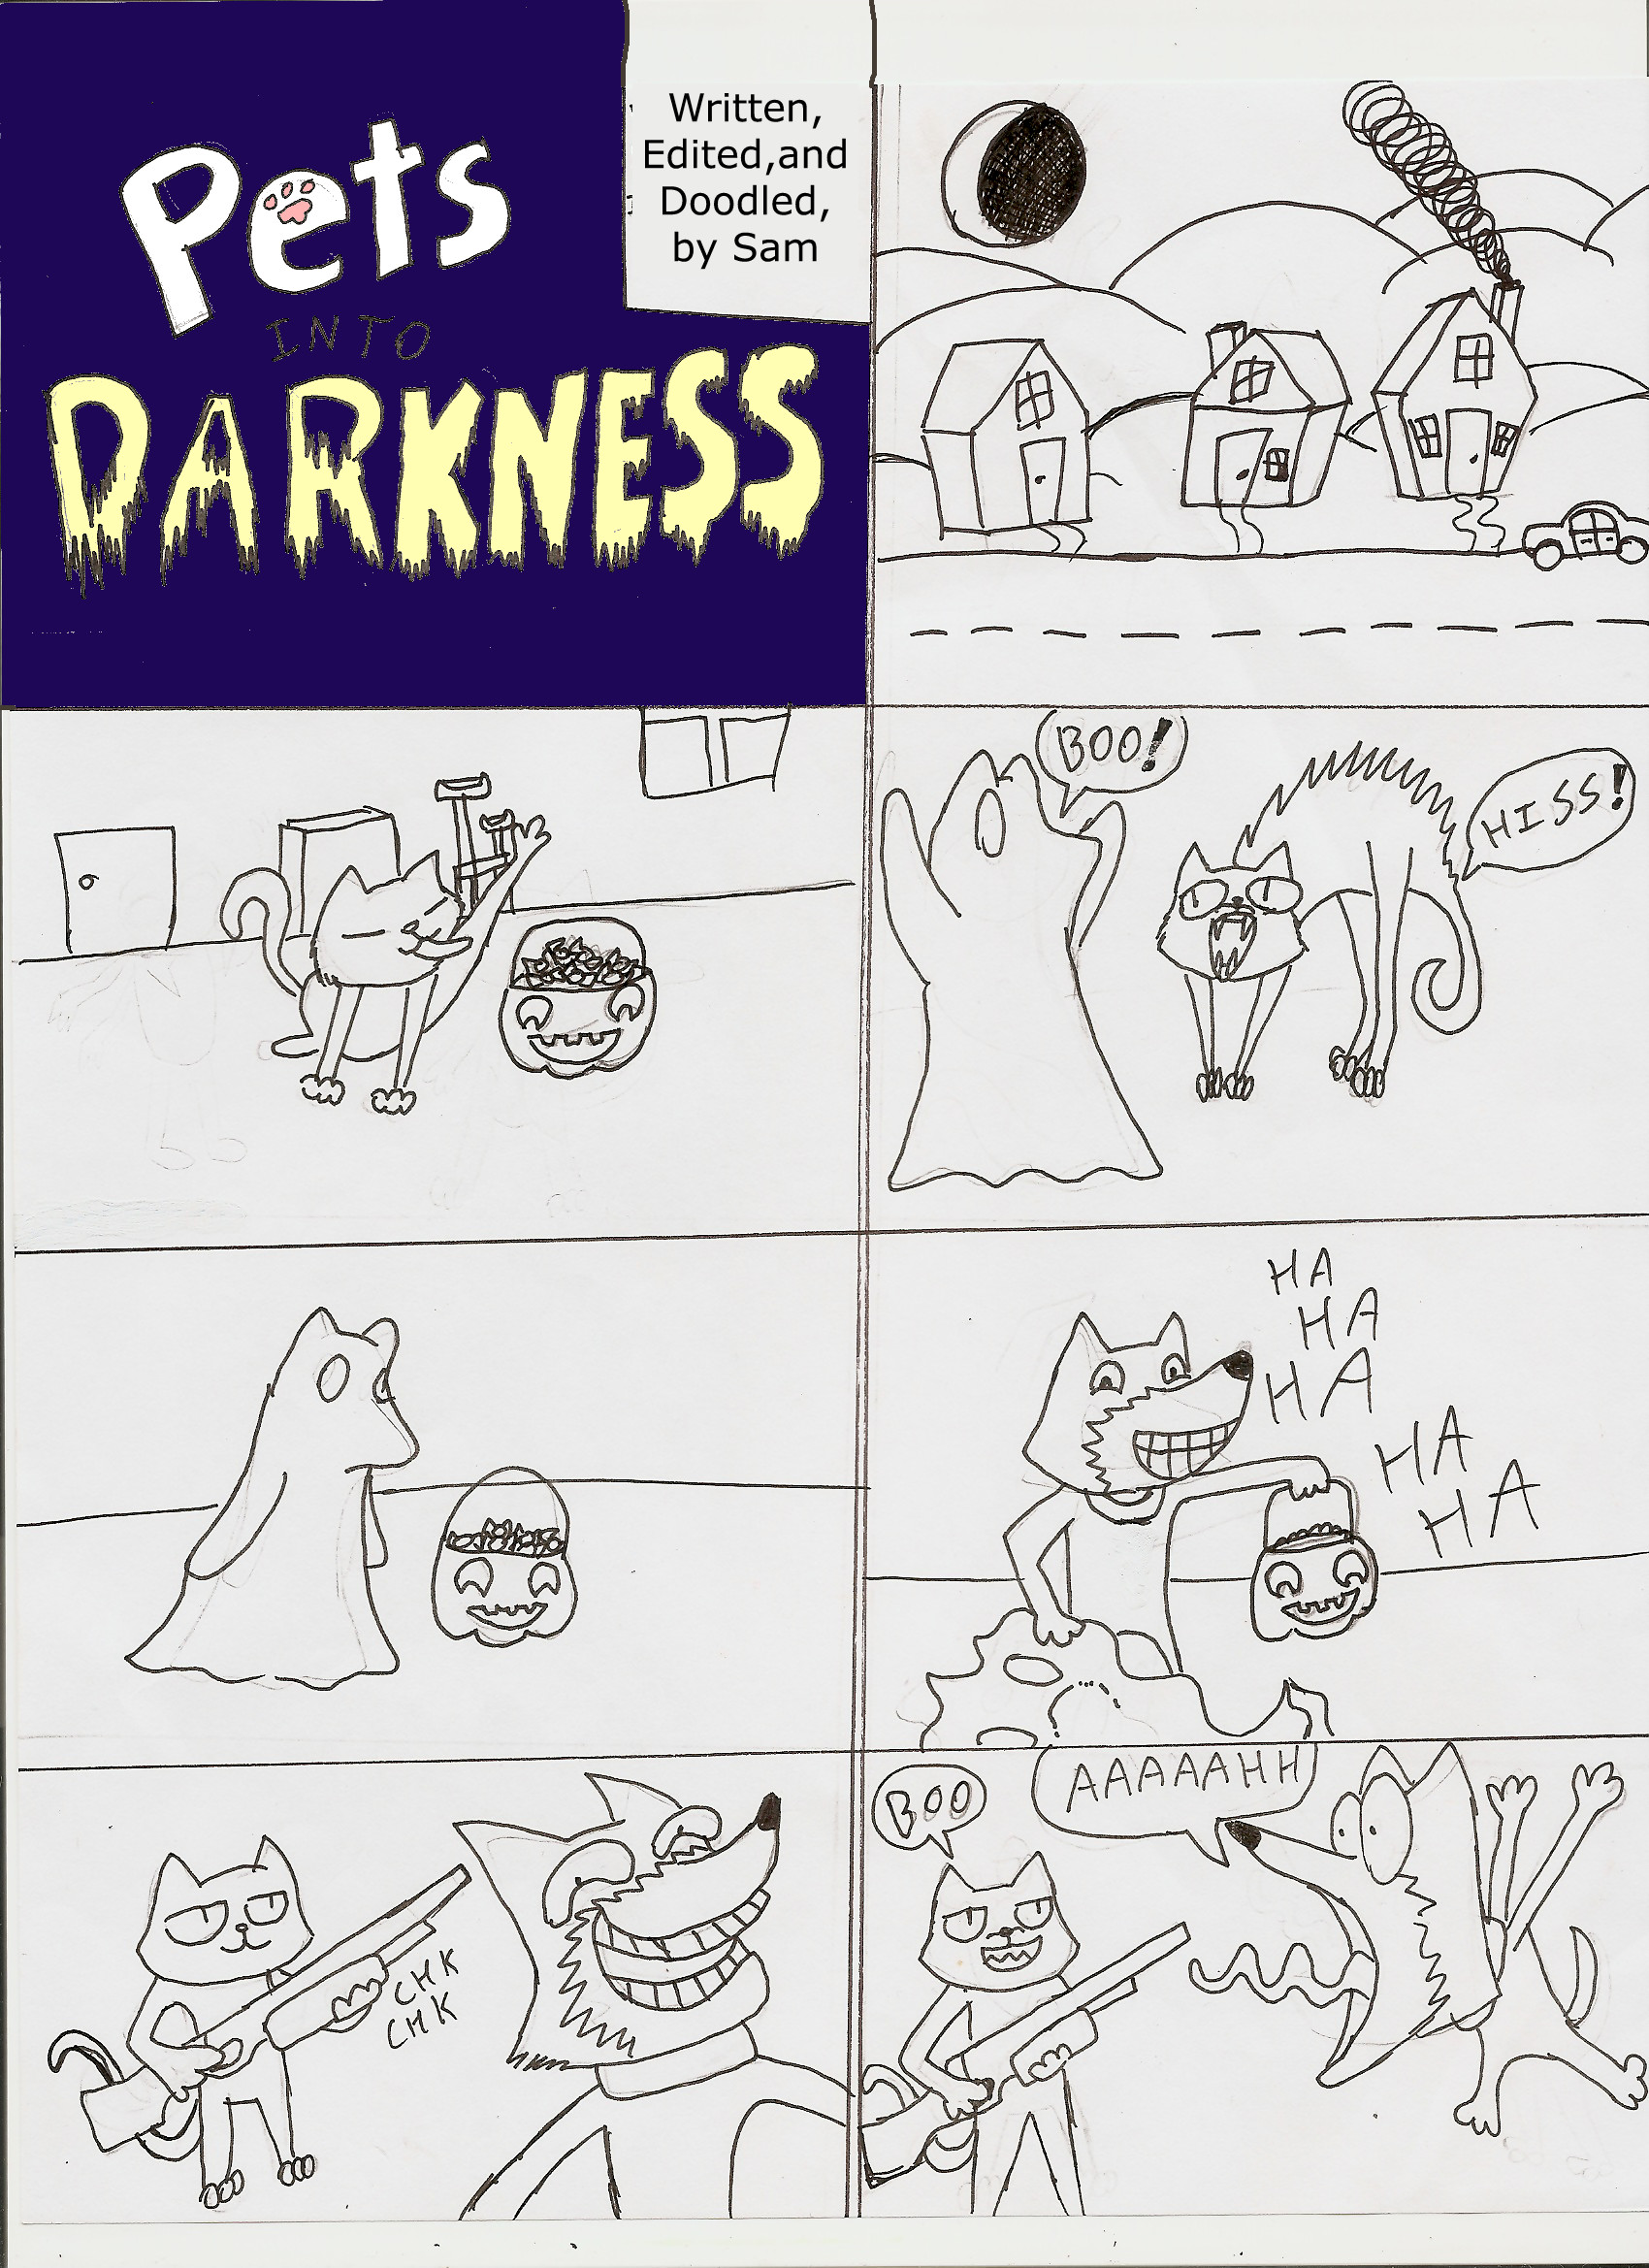 Pets
INTO
DARKNESS
Written,
Edited,and
Doodled,
by Sam
BOO!
HISS!
HA
HA
HA
HA
HA
CHK
CHK
BOO
AAAAAHH